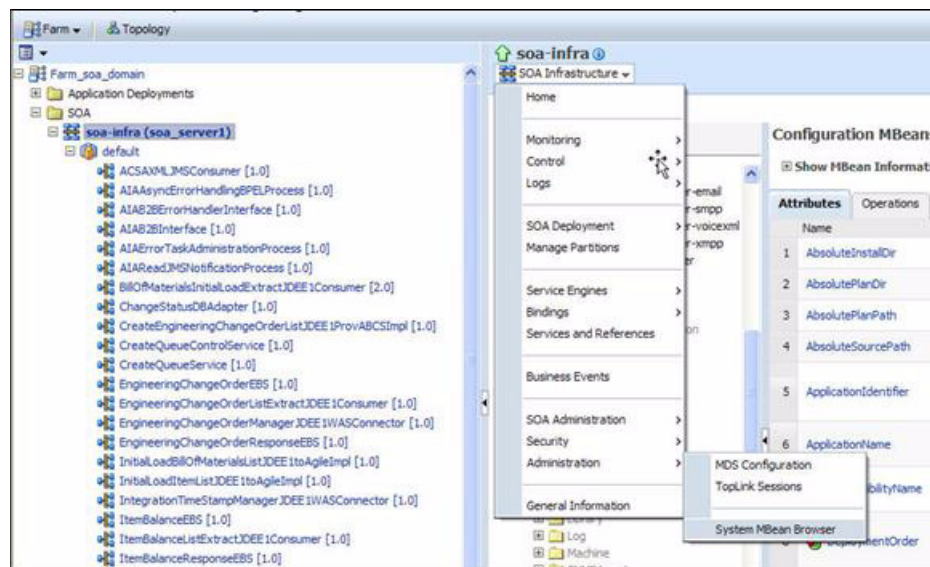 Farm
Topology
Farm_soa_domain
Application Deployments
SOA
soa-infra (soa_server1)
default
ACSAXMLJMSConsumer [1.0]
AIAAsyncErrorHandlingBPELProcess [1.0]
AIAB2BErrorHandlerInterface [1.0]
AIAB2BInterface [1.0]
AIAErrorTaskAdministrationProcess [1.0]
AIAReadJMSNotificationProcess [1.0]
BillOfMaterialsInitialLoadExtractJDEE1Consumer [2.0]
ChangeStatusDBAdapter [1.0]
CreateEngineeringChangeOrderListJDEE1ProvABCSImpl [1.0]
CreateQueueControlService [1.0]
CreateQueueService [1.0]
EngineeringChangeOrderEBS [1.0]
EngineeringChangeOrderListExtractJDEE1Consumer [1.0]
EngineeringChangeOrderManagerJDEE1WASConnector [1.0]
EngineeringChangeOrderResponseEBS [1.0]
InitialLoadBillOfMaterialsListJDEE1toAgileImpl [1.0]
InitialLoadItemListJDEE1toAgileImpl [1.0]
IntegrationTimeStampManagerJDEE1WASConnector [1.0]
ItemBalanceEBS [1.0]
ItemBalanceListExtractJDEE1Consumer [1.0]
ItemBalanceResponseEBS [1.0]
soa-infra
SOA Infrastructure
Home
Monitoring
Control
Logs
SOA Deployment
Manage Partitions
Service Engines
Bindings
Services and References
Business Events
SOA Administration
Security
Administration
General Information
MDS Configuration
TopLink Sessions
System MBean Browser
r-email
r-smpp
r-voicexml
r-xmpp
er
on
Library
Log
Machine
Configuration MBeans
Show MBean Informat
Attributes
Operations
Name
1 AbsoluteInstallDir
2 AbsolutePlanDir
3 AbsolutePlanPath
4 AbsoluteSourcePath
5 ApplicationIdentifier
6 ApplicationName
bilityName
DeploymentOrder